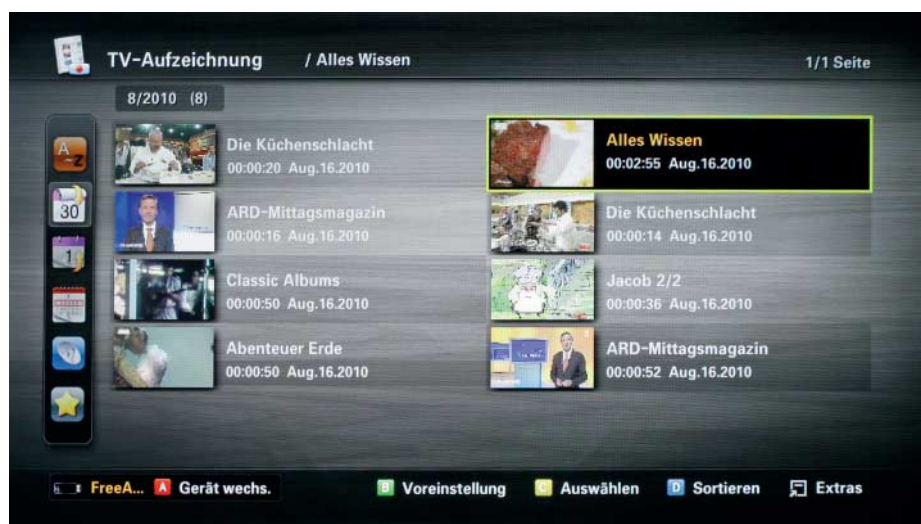 TV-Aufzeichnung / Alles Wissen 1/1 Seite
8/2010 (8)
Die Küchenschlacht
00:00:20 Aug.16.2010
Alles Wissen
00:02:55 Aug.16.2010
ARD-Mittagsmagazin
00:00:16 Aug.16.2010
Die Küchenschlacht
00:00:14 Aug.16.2010
Classic Albums
00:00:50 Aug.16.2010
Jacob 2/2
00:00:36 Aug.16.2010
Abenteuer Erde
00:00:50 Aug.16.2010
ARD-Mittagsmagazin
00:00:52 Aug.16.2010
A
Z
30
1
FreeA... A Gerät wechs. B Voreinstellung C Auswählen D Sortieren Extras